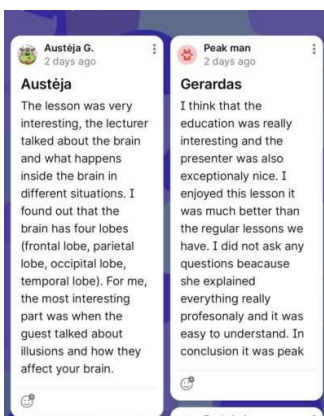 Austėja G.
2 days ago
Austėja
The lesson was very
interesting, the lecturer
talked about the brain
and what happens
inside the brain in
different situations. I
found out that the
brain has four lobes
(frontal lobe, parietal
lobe, occipital lobe,
temporal lobe). For me,
the most interesting
part was when the
guest talked about
illusions and how they
affect your brain.
Peak man
2 days ago
Gerardas
I think that the
education was really
interesting and the
presenter was also
exceptionaly nice. I
enjoyed this lesson it
was much better than
the regular lessons we
have. I did not ask any
questions beacause
she explained
everything really
profesonaly and it was
easy to understand. In
conclusion it was peak